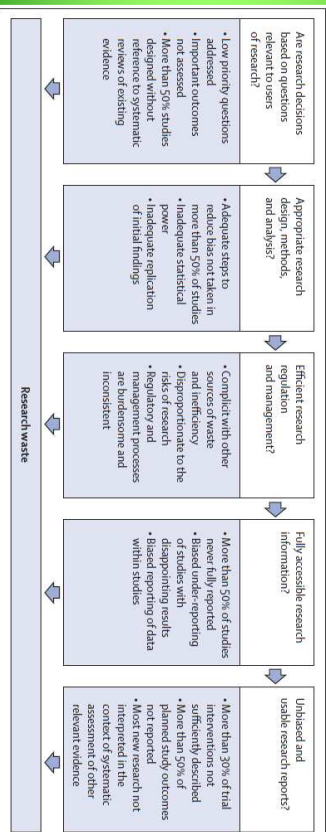 Are research decisions
based on questions
relevant to users
of research?
• Low priority questions
addressed
• Important outcomes
not assessed
• More than 50% studies
designed without
reference to systematic
reviews of existing
evidence
Appropriate research
design, methods,
and analysis?
• Adequate steps to
reduce bias not taken in
more than 50% of studies
• Inadequate statistical
power
• Inadequate replication
of initial findings
Efficient research
regulation
and management?
• Complicit with other
sources of waste
and inefficiency
• Disproportionate to the
risks of research
• Regulatory and
management processes
are burdensome and
inconsistent
Fully accessible research
information?
• More than 50% of studies
never fully reported
• Biased under-reporting
of studies with
disappointing results
• Biased reporting of data
within studies
Unbiased and
usable research reports?
• More than 30% of trial
interventions not
sufficiently described
• More than 50% of
planned study outcomes
not reported
• Most new research not
interpreted in the
context of systematic
assessment of other
relevant evidence
Research waste